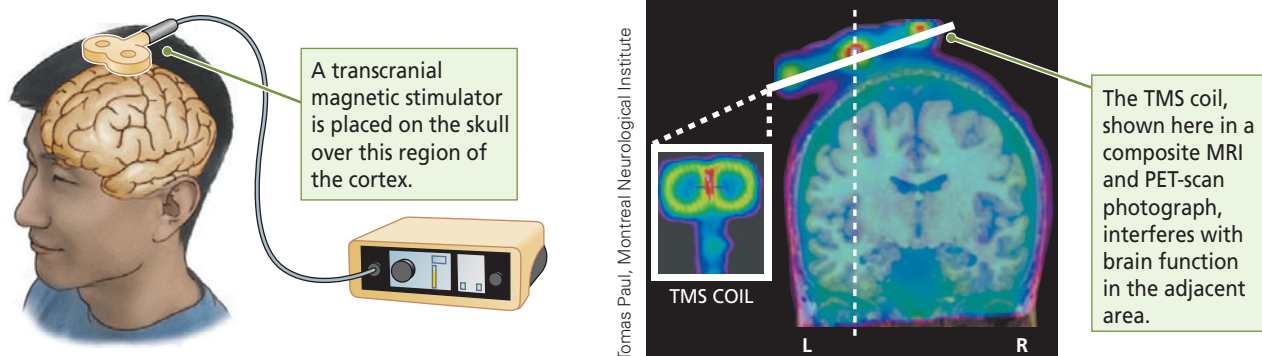 A transcranial
magnetic stimulator
is placed on the skull
over this region of
the cortex.
Tomas Paul, Montreal Neurological Institute
TMS COIL
L
R
The TMS coil,
shown here in a
composite MRI
and PET-scan
photograph,
interferes with
brain function
in the adjacent
area.